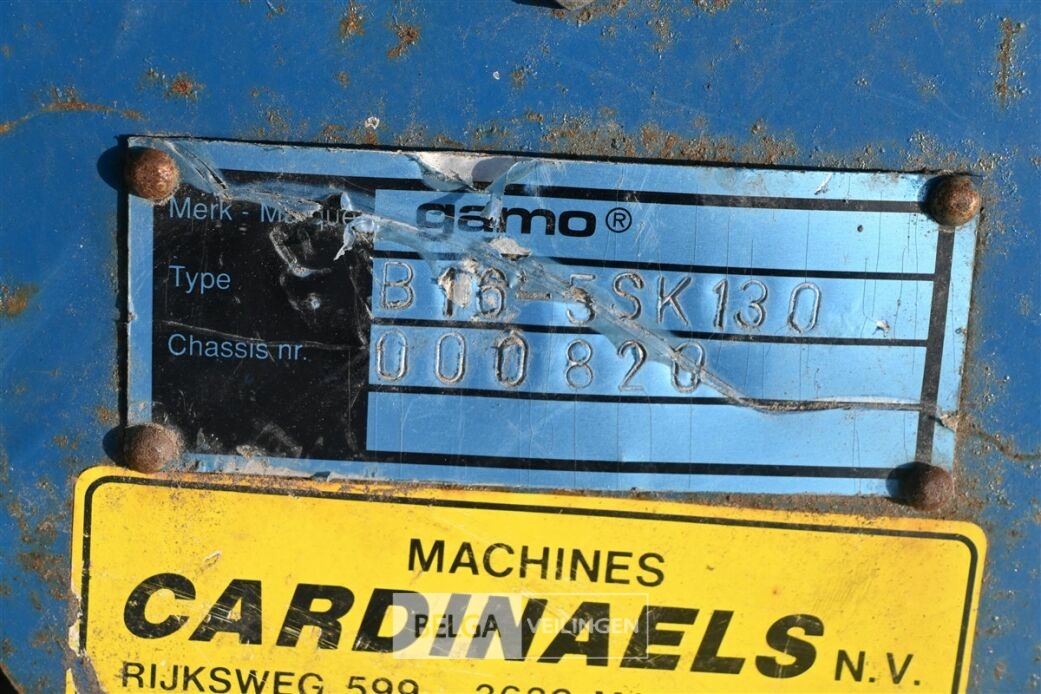 Merk - Marque gamo®
Type B16-5SK130
Chassis nr. 000820
MACHINES
CARDINAELS N.V.
BELGA VEILINGEN
RIJKSWEG 599